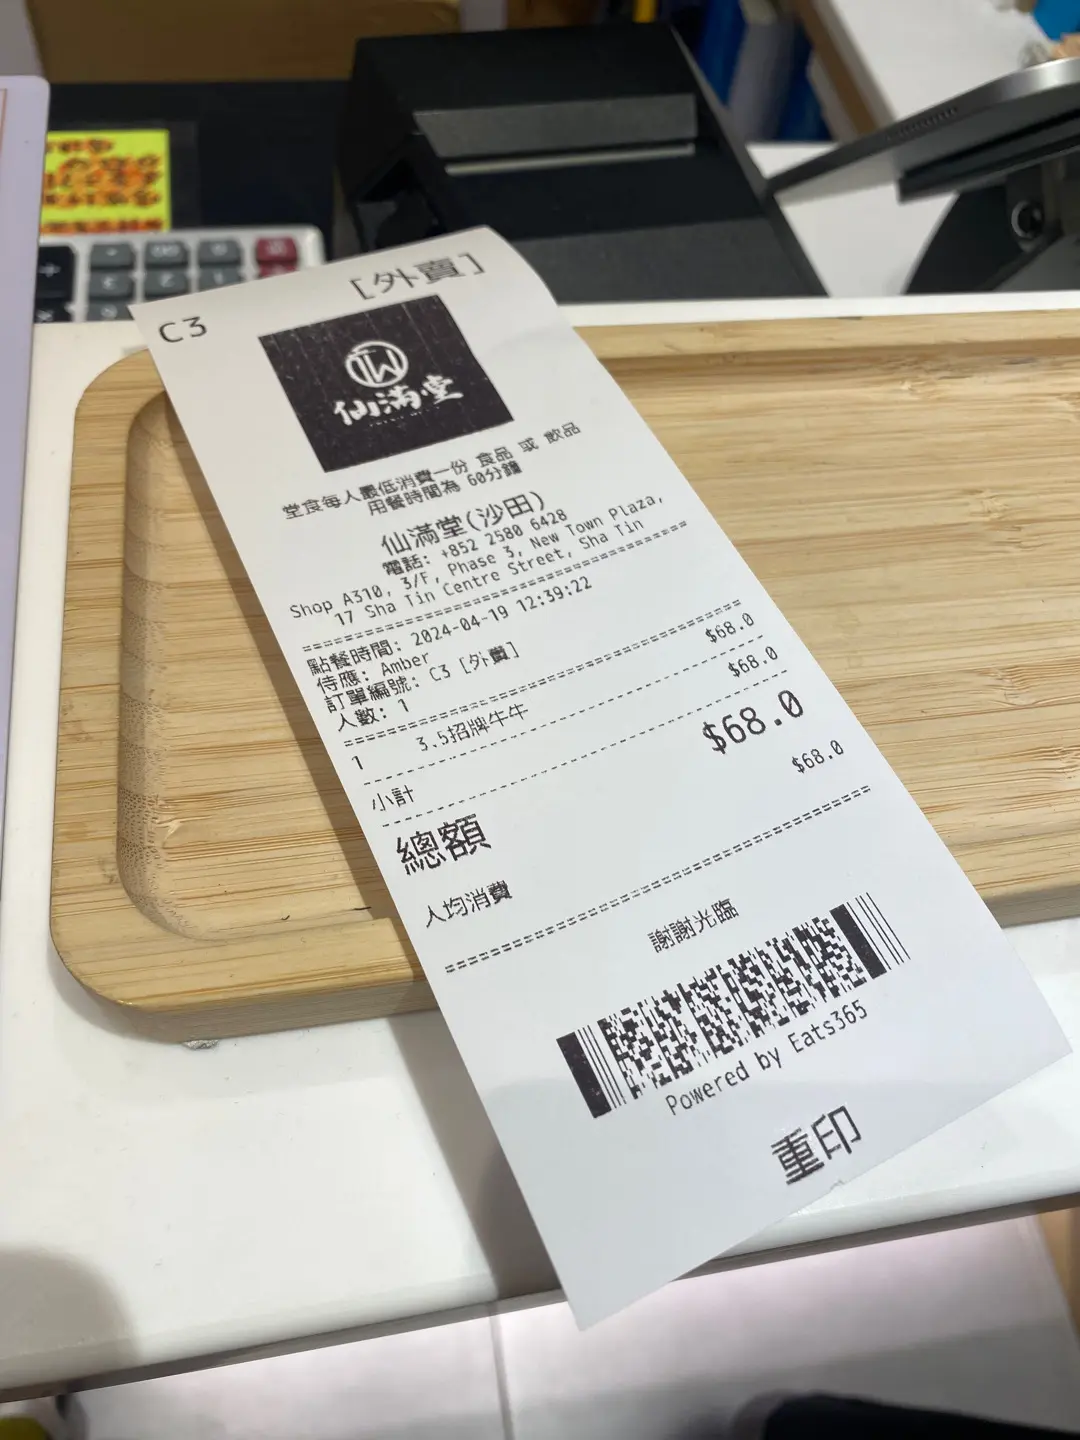 [外賣]
C3
TW
仙滿堂
堂食每人最低消費一份 食品 或 飲品
用餐時間為 60分鐘
仙滿堂(沙田)
電話: +852 2580 6428
Shop A310, 3/F, Phase 3, New Town Plaza,
17 Sha Tin Centre Street, Sha Tin
點餐時間: 2024-04-19 12:39:22
侍應: Amber
訂單編號: C3 [外賣]
人數: 1
1 3.5招牌牛牛 $68.0
小計 $68.0
總額 $68.0
人均消費 $68.0
謝謝光臨
Powered by Eats365
重印